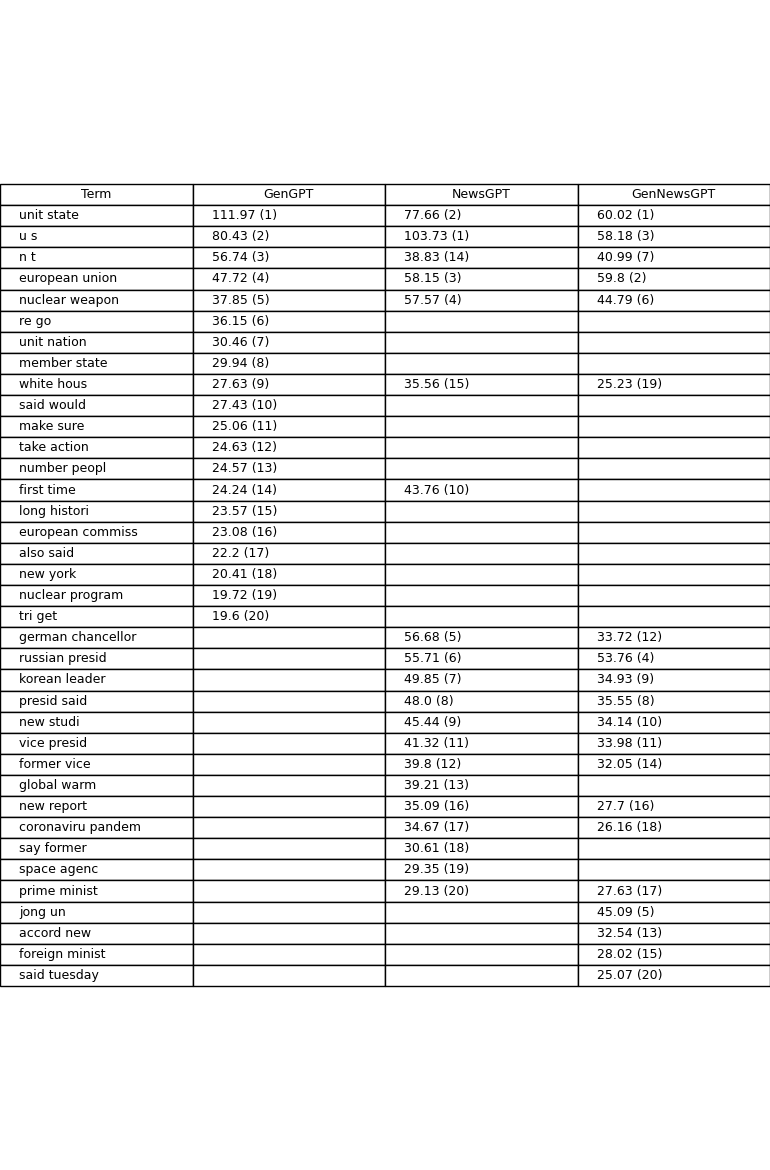 Term GenGPT NewsGPT GenNewsGPT
unit state 111.97 (1) 77.66 (2) 60.02 (1)
u s 80.43 (2) 103.73 (1) 58.18 (3)
n t 56.74 (3) 38.83 (14) 40.99 (7)
european union 47.72 (4) 58.15 (3) 59.8 (2)
nuclear weapon 37.85 (5) 57.57 (4) 44.79 (6)
re go 36.15 (6)
unit nation 30.46 (7)
member state 29.94 (8)
white hous 27.63 (9) 35.56 (15) 25.23 (19)
said would 27.43 (10)
make sure 25.06 (11)
take action 24.63 (12)
number peopl 24.57 (13)
first time 24.24 (14) 43.76 (10)
long histori 23.57 (15)
european commiss 23.08 (16)
also said 22.2 (17)
new york 20.41 (18)
nuclear program 19.72 (19)
tri get 19.6 (20)
german chancellor 56.68 (5) 33.72 (12)
russian presid 55.71 (6) 53.76 (4)
korean leader 49.85 (7) 34.93 (9)
presid said 48.0 (8) 35.55 (8)
new studi 45.44 (9) 34.14 (10)
vice presid 41.32 (11) 33.98 (11)
former vice 39.8 (12) 32.05 (14)
global warm 39.21 (13)
new report 35.09 (16) 27.7 (16)
coronaviru pandem 34.67 (17) 26.16 (18)
say former 30.61 (18)
space agenc 29.35 (19)
prime minist 29.13 (20) 27.63 (17)
jong un 45.09 (5)
accord new 32.54 (13)
foreign minist 28.02 (15)
said tuesday 25.07 (20)